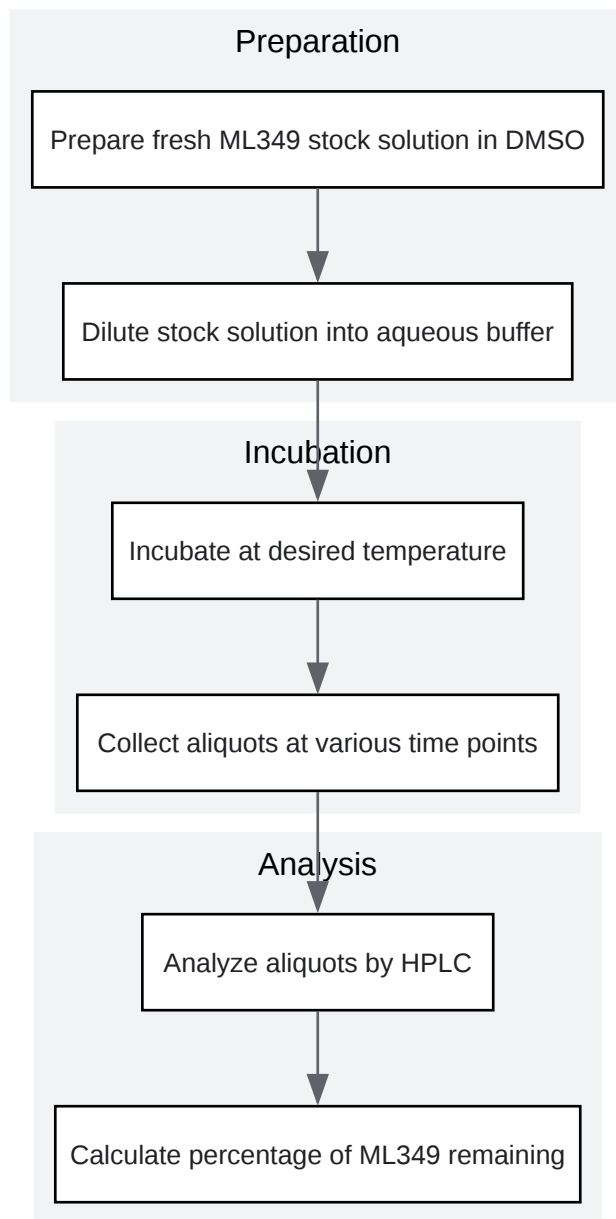 Preparation
Prepare fresh ML349 stock solution in DMSO
Dilute stock solution into aqueous buffer
Incubation
Incubate at desired temperature
Collect aliquots at various time points
Analysis
Analyze aliquots by HPLC
Calculate percentage of ML349 remaining